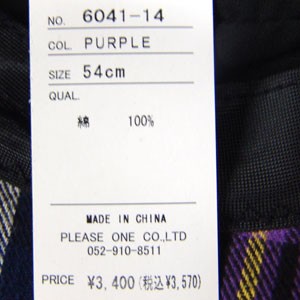 NO. 6041-14
COL. PURPLE
SIZE 54cm
QUAL.
綿 100%
MADE IN CHINA
PLEASE ONE CO.,LTD
052-910-8511
PRICE ¥3,400(税込¥3,570)